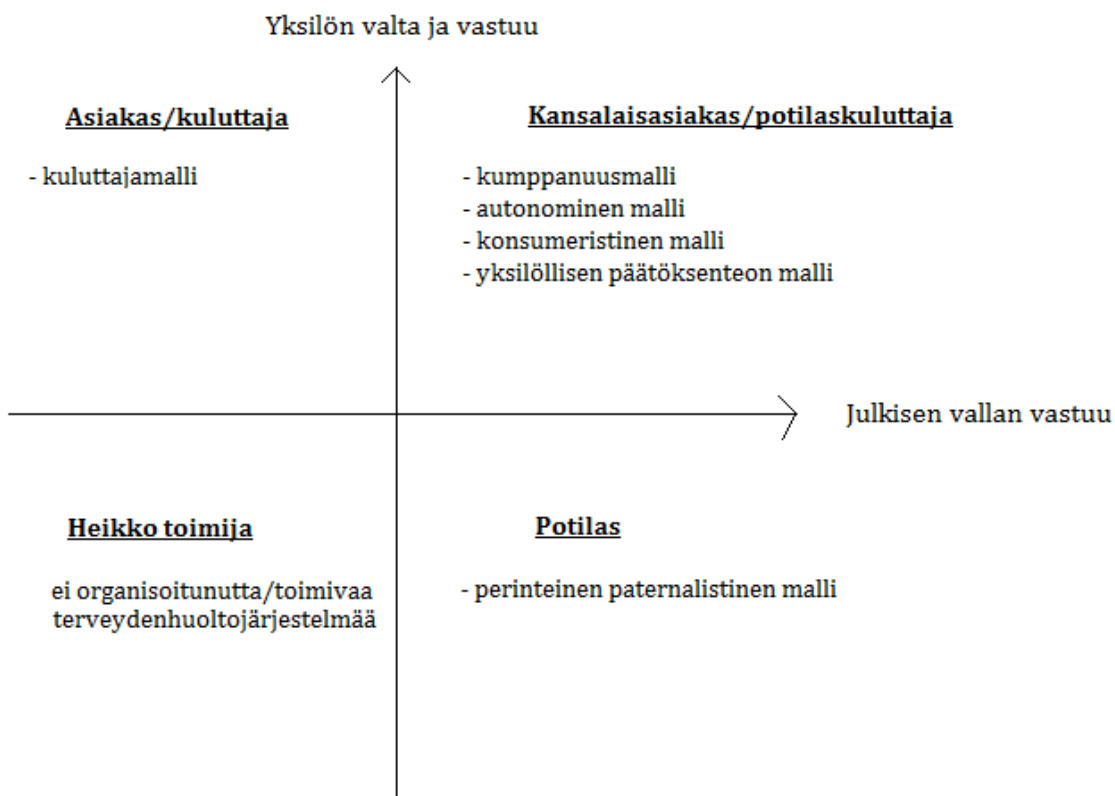 Yksilön valta ja vastuu
Asiakas/kuluttaja
- kuluttajamalli
Kansalaisasiakas/potilaskuluttaja
- kumppanuusmalli
- autonominen malli
- konsumeristinen malli
- yksilöllisen päätöksenteon malli
Julkisen vallan vastuu
Heikko toimija
ei organisoitunutta/toimivaa
terveydenhuoltojärjestelmää
Potilas
- perinteinen paternalistinen malli